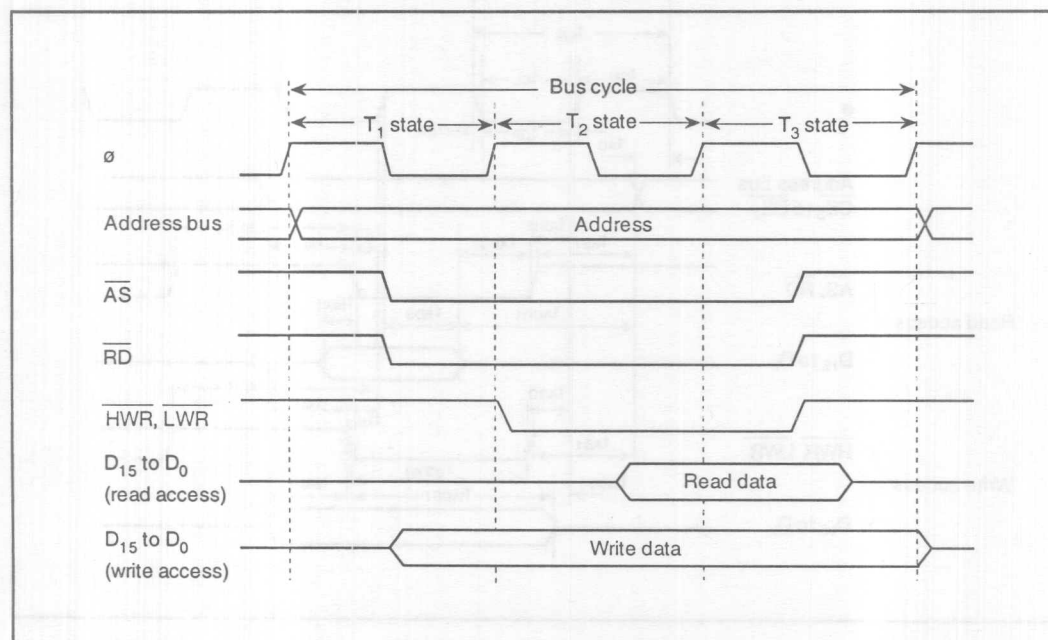 Bus cycle
T1 state T2 state T3 state
ø
Address bus Address
AS
RD
HWR, LWR
D15 to D0
(read access) Read data
D15 to D0
(write access) Write data